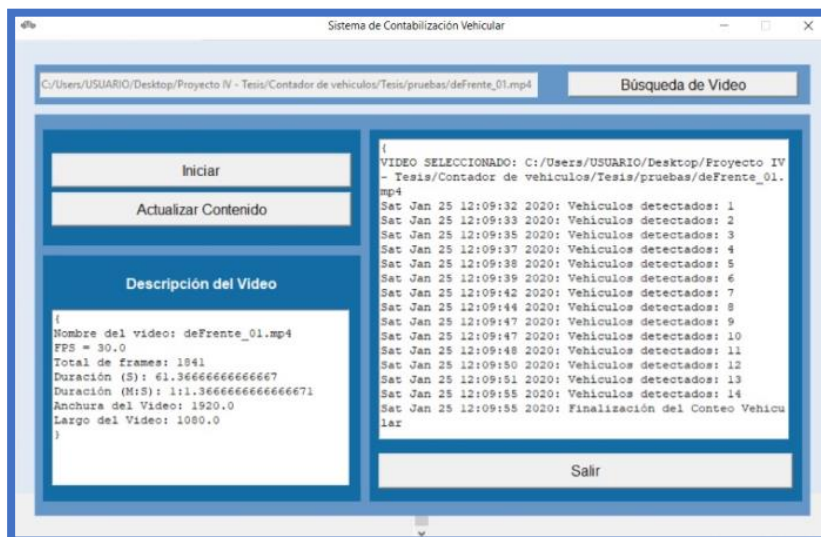 Sistema de Contabilización Vehicular
C:/Users/USUARIO/Desktop/Proyecto IV - Tesis/Contador de vehiculos/Tesis/pruebas/deFrente_01.mp4
Búsqueda de Video
Iniciar
Actualizar Contenido
Descripción del Video
{
Nombre del video: deFrente_01.mp4
FPS = 30.0
Total de frames: 1841
Duración (S): 61.36666666666667
Duración (M:S): 1:1.3666666666666671
Anchura del Video: 1920.0
Largo del Video: 1080.0
}
{
VIDEO SELECCIONADO: C:/Users/USUARIO/Desktop/Proyecto IV
- Tesis/Contador de vehiculos/Tesis/pruebas/deFrente_01.
mp4
Sat Jan 25 12:09:32 2020: Vehiculos detectados: 1
Sat Jan 25 12:09:33 2020: Vehiculos detectados: 2
Sat Jan 25 12:09:35 2020: Vehiculos detectados: 3
Sat Jan 25 12:09:37 2020: Vehiculos detectados: 4
Sat Jan 25 12:09:38 2020: Vehiculos detectados: 5
Sat Jan 25 12:09:39 2020: Vehiculos detectados: 6
Sat Jan 25 12:09:42 2020: Vehiculos detectados: 7
Sat Jan 25 12:09:44 2020: Vehiculos detectados: 8
Sat Jan 25 12:09:47 2020: Vehiculos detectados: 9
Sat Jan 25 12:09:47 2020: Vehiculos detectados: 10
Sat Jan 25 12:09:48 2020: Vehiculos detectados: 11
Sat Jan 25 12:09:50 2020: Vehiculos detectados: 12
Sat Jan 25 12:09:51 2020: Vehiculos detectados: 13
Sat Jan 25 12:09:55 2020: Vehiculos detectados: 14
Sat Jan 25 12:09:55 2020: Finalización del Conteo Vehicu
lar
Salir